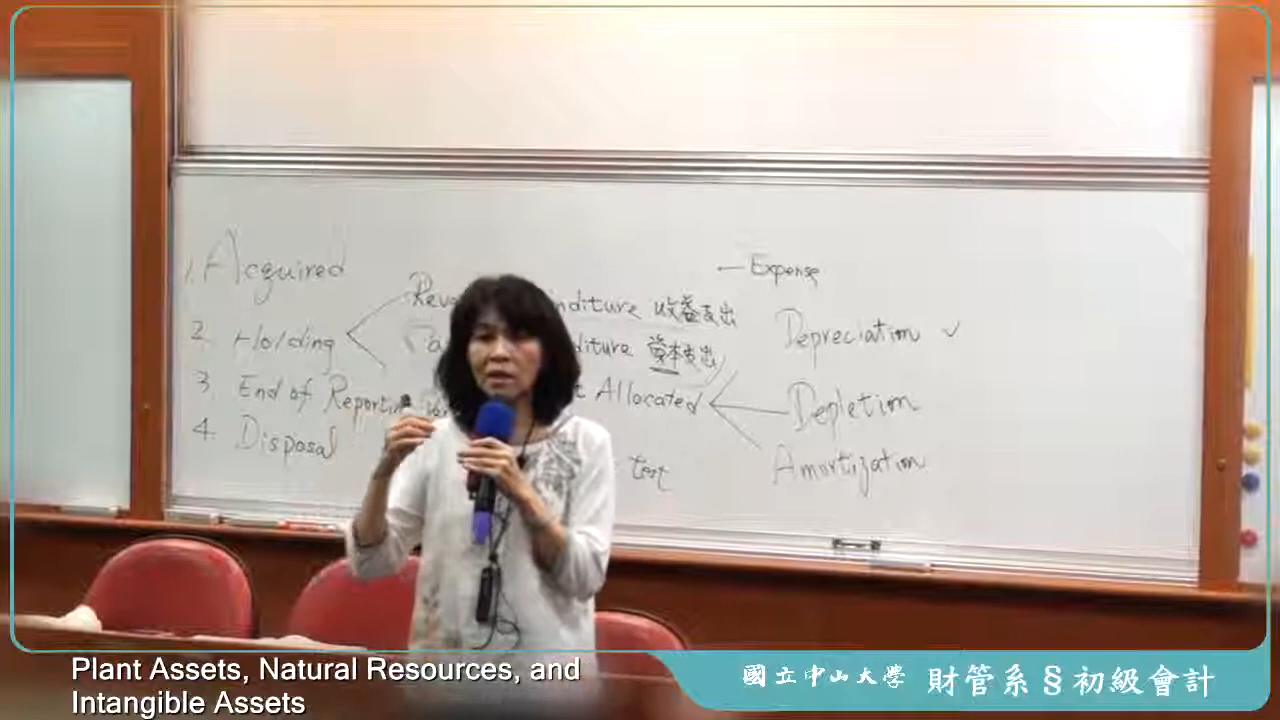 1. Acquired
— Expense
nditure 收益支出
Depreciation ✓
2. Holding
diture 資本支出
3. End of
Allocated
Depletion
4. Disposal
test
Amortization
Plant Assets, Natural Resources, and
Intangible Assets
國立中山大學 財管系§初級會計